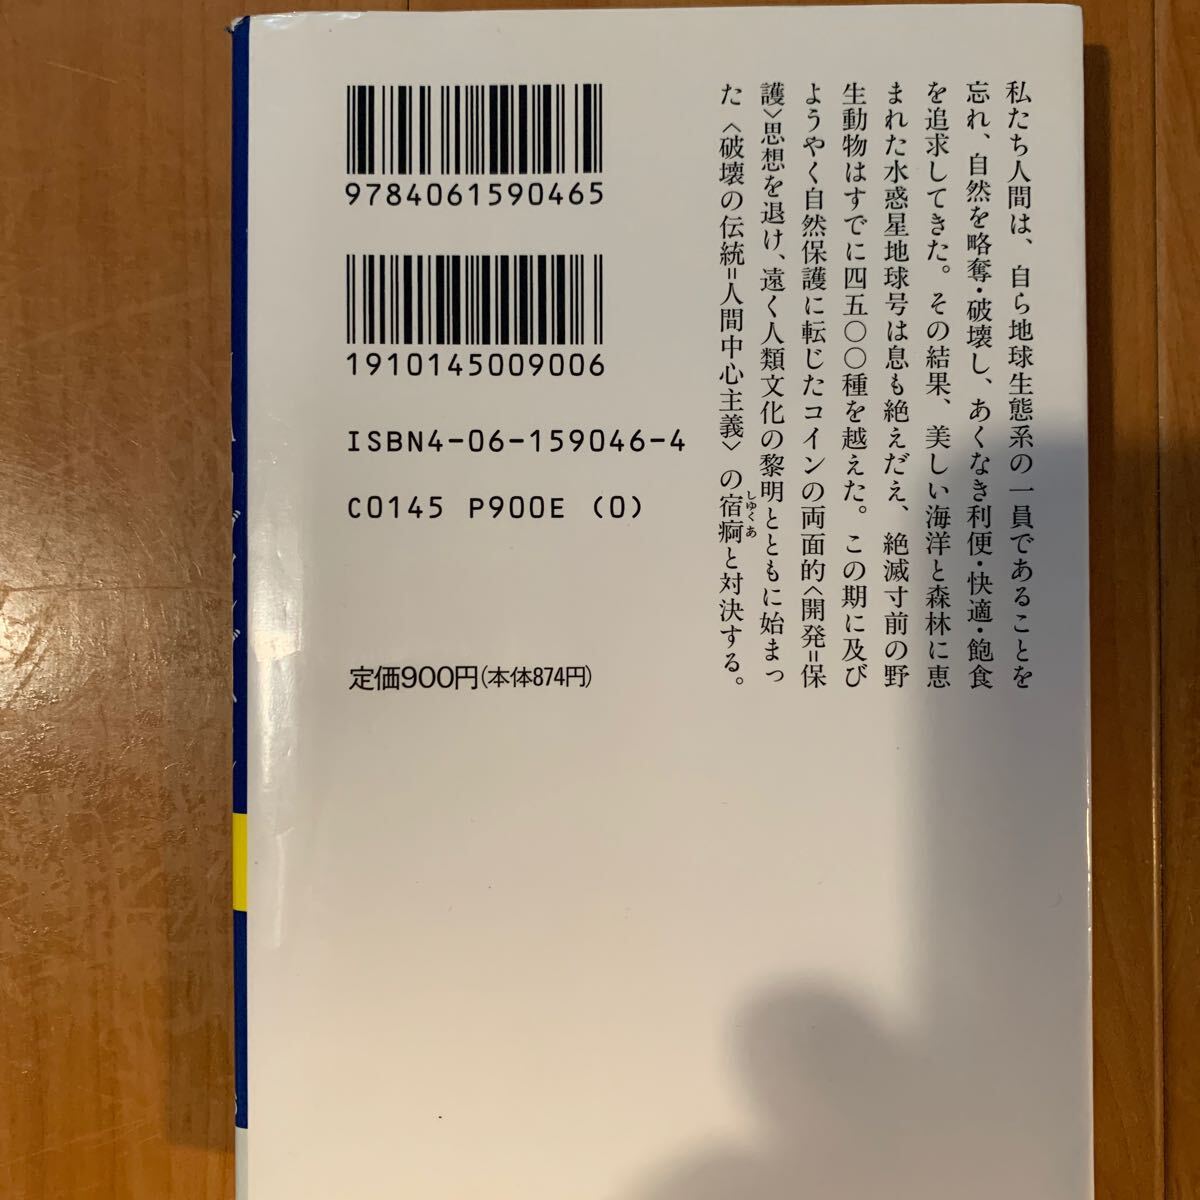 9784061590465
1910145009006
ISBN4-06-159046-4
C0145 P900E (0)
定価900円(本体874円)
私たち人間は、自ら地球生態系の一員であることを
忘れ、自然を略奪・破壊し、あくなき利便・快適・飽食
を追求してきた。その結果、美しい海洋と森林に恵
まれた水惑星地球号は息も絶えだえ、絶滅寸前の野
生動物はすでに四五〇〇種を越えた。この期に及び
ようやく自然保護に転じたコインの両面的〈開発=保
護〉思想を退け、遠く人類文化の黎明とともに始まっ
た〈破壊の伝統=人間中心主義〉の宿痾と対決する。
しゅくあ